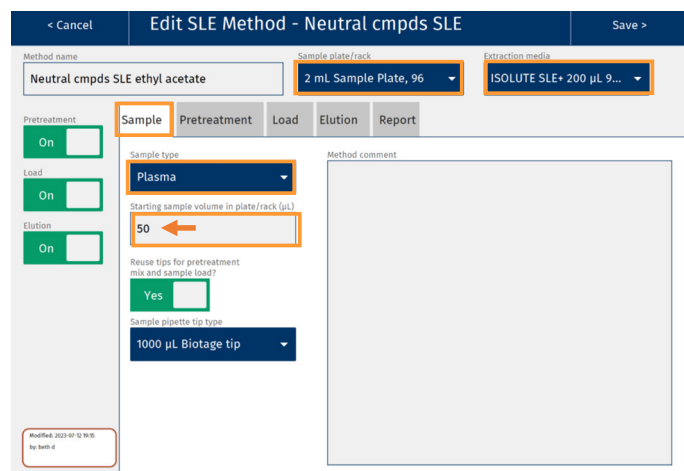 < Cancel
Edit SLE Method - Neutral cmpds SLE
Save >
Method name
Sample plate/rack
Extraction media
Neutral cmpds SLE ethyl acetate
2 mL Sample Plate, 96
ISOLUTE SLE+ 200 µL 9...
Pretreatment
On
Load
On
Elution
On
Sample
Pretreatment
Load
Elution
Report
Sample type
Plasma
Starting sample volume in plate/rack (µL)
50
Reuse tips for pretreatment
mix and sample load?
Yes
Sample pipette tip type
1000 µL Biotage tip
Method comment
Modified: 2023-07-12 19:15
by: beth d